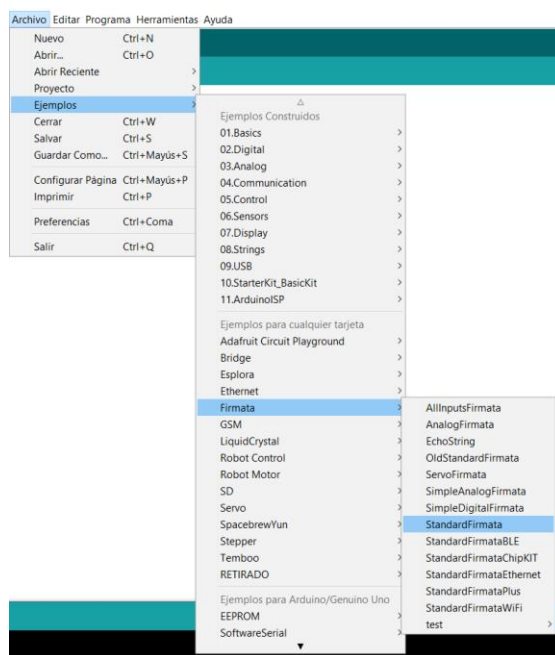 Archivo Editar Programa Herramientas Ayuda
Nuevo Ctrl+N
Abrir... Ctrl+O
Abrir Reciente
Proyecto
Ejemplos
Cerrar Ctrl+W
Salvar Ctrl+S
Guardar Como... Ctrl+Mayús+S
Configurar Página Ctrl+Mayús+P
Imprimir Ctrl+P
Preferencias Ctrl+Coma
Salir Ctrl+Q
Ejemplos Construidos
01.Basics
02.Digital
03.Analog
04.Communication
05.Control
06.Sensors
07.Display
08.Strings
09.USB
10.StarterKit_BasicKit
11.ArduinoISP
Ejemplos para cualquier tarjeta
Adafruit Circuit Playground
Bridge
Esplora
Ethernet
Firmata
GSM
LiquidCrystal
Robot Control
Robot Motor
SD
Servo
SpacebrewYun
Stepper
Temboo
RETIRADO
Ejemplos para Arduino/Genuino Uno
EEPROM
SoftwareSerial
AllInputsFirmata
AnalogFirmata
EchoString
OldStandardFirmata
ServoFirmata
SimpleAnalogFirmata
SimpleDigitalFirmata
StandardFirmata
StandardFirmataBLE
StandardFirmataChipKIT
StandardFirmataEthernet
StandardFirmataPlus
StandardFirmataWiFi
test